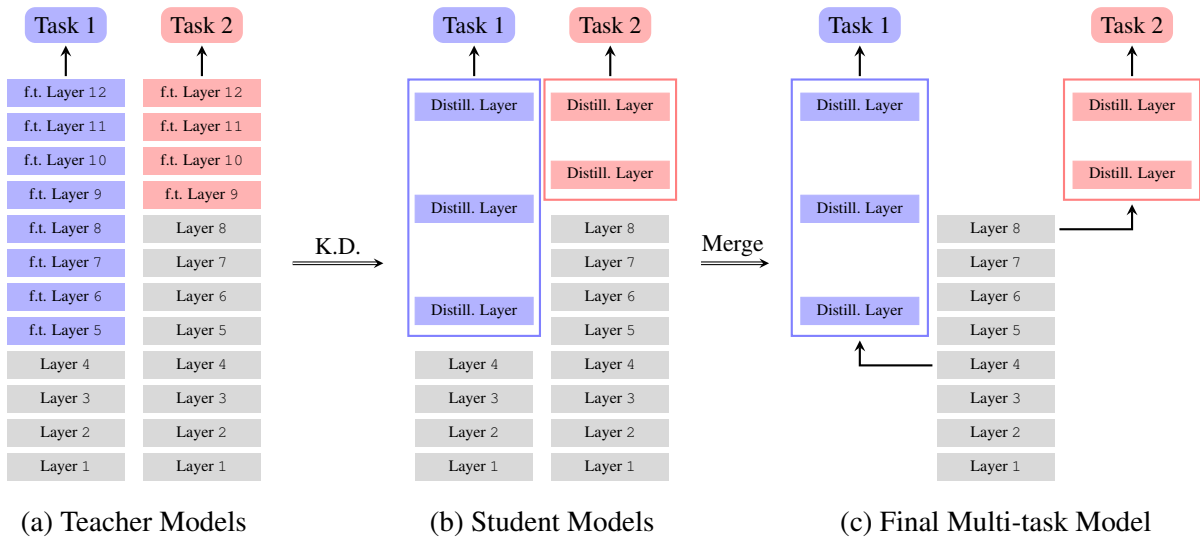 Task 1
Task 2
f.t. Layer 12
f.t. Layer 11
f.t. Layer 10
f.t. Layer 9
f.t. Layer 8
f.t. Layer 7
f.t. Layer 6
f.t. Layer 5
Layer 4
Layer 3
Layer 2
Layer 1
f.t. Layer 12
f.t. Layer 11
f.t. Layer 10
f.t. Layer 9
Layer 8
Layer 7
Layer 6
Layer 5
Layer 4
Layer 3
Layer 2
Layer 1
(a) Teacher Models
K.D.
Task 1
Task 2
Distill. Layer
Distill. Layer
Distill. Layer
Layer 4
Layer 3
Layer 2
Layer 1
Distill. Layer
Distill. Layer
Layer 8
Layer 7
Layer 6
Layer 5
Layer 4
Layer 3
Layer 2
Layer 1
(b) Student Models
Merge
Task 1
Task 2
Distill. Layer
Distill. Layer
Distill. Layer
Layer 8
Layer 7
Layer 6
Layer 5
Layer 4
Layer 3
Layer 2
Layer 1
Distill. Layer
Distill. Layer
(c) Final Multi-task Model